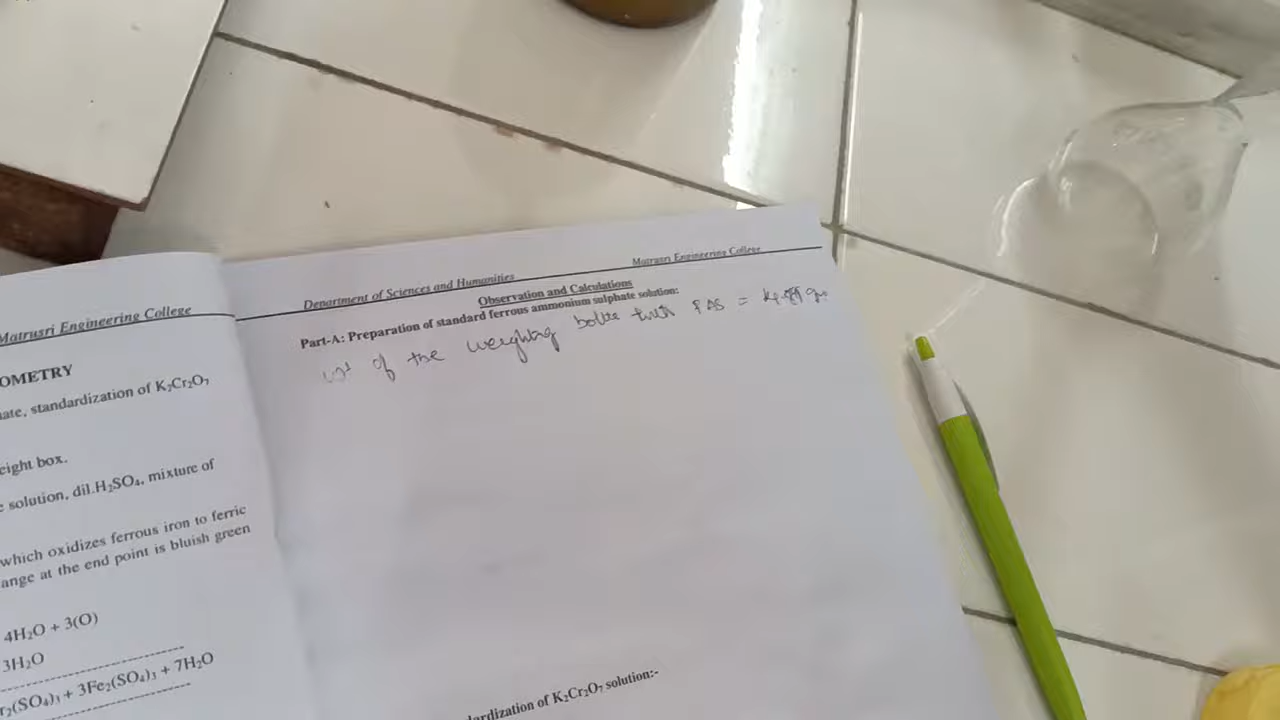 Matrusri Engineering College
OMETRY
ate, standardization of K₂Cr₂O₇
eight box.
solution, dil.H₂SO₄, mixture of
which oxidizes ferrous iron to ferric
ange at the end point is bluish green
4H₂O + 3(O)
3H₂O
r₂(SO₄)₃ + 3Fe₂(SO₄)₃ + 7H₂O
Department of Sciences and Humanities Matrusri Engineering College
Observation and Calculations
Part-A: Preparation of standard ferrous ammonium sulphate solution:
wt of the weighing bottle with FAS =
dardization of K₂Cr₂O₇ solution:-